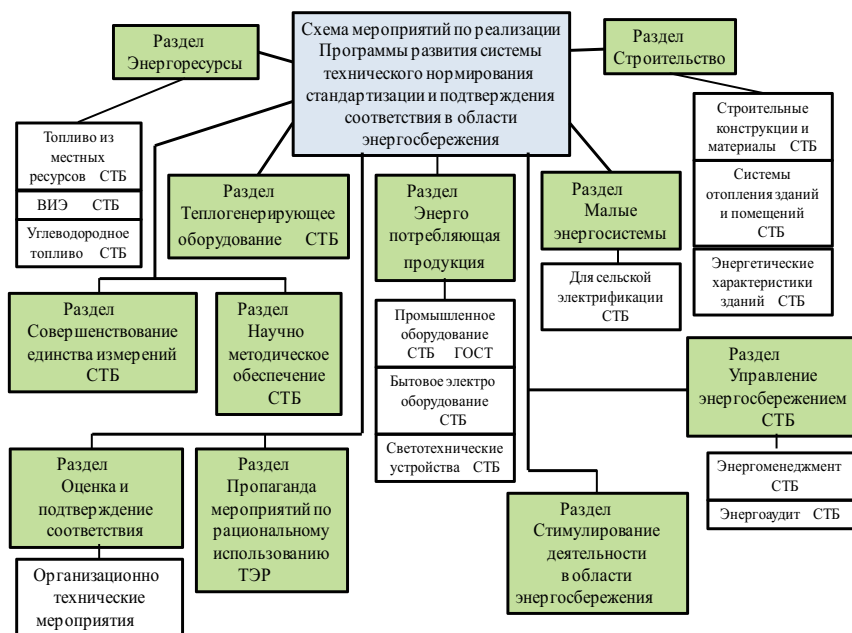 Схема мероприятий по реализации
Программы развития системы
технического нормирования
стандартизации и подтверждения
соответствия в области
энергосбережения
Раздел
Энергоресурсы
Топливо из
местных
ресурсов СТБ
ВИЭ СТБ
Углеводородное
топливо СТБ
Раздел
Строительство
Строительные
конструкции и
материалы СТБ
Системы
отопления зданий
и помещений
СТБ
Энергетические
характеристики
зданий СТБ
Раздел
Теплогенерирующее
оборудование СТБ
Раздел
Энерго
потребляющая
продукция
Промышленное
оборудование
СТБ ГОСТ
Бытовое электро
оборудование
СТБ
Светотехнические
устройства СТБ
Раздел
Малые
энергосистемы
Для сельской
электрификации
СТБ
Раздел
Совершенствование
единства измерений
СТБ
Раздел
Научно
методическое
обеспечение
СТБ
Раздел
Управление
энергосбережением
СТБ
Энергоменеджмент
СТБ
Энергоаудит СТБ
Раздел
Оценка и
подтверждение
соответствия
Организационно
технические
мероприятия
Раздел
Пропаганда
мероприятий по
рациональному
использованию
ТЭР
Раздел
Стимулирование
деятельности
в области
энергосбережения